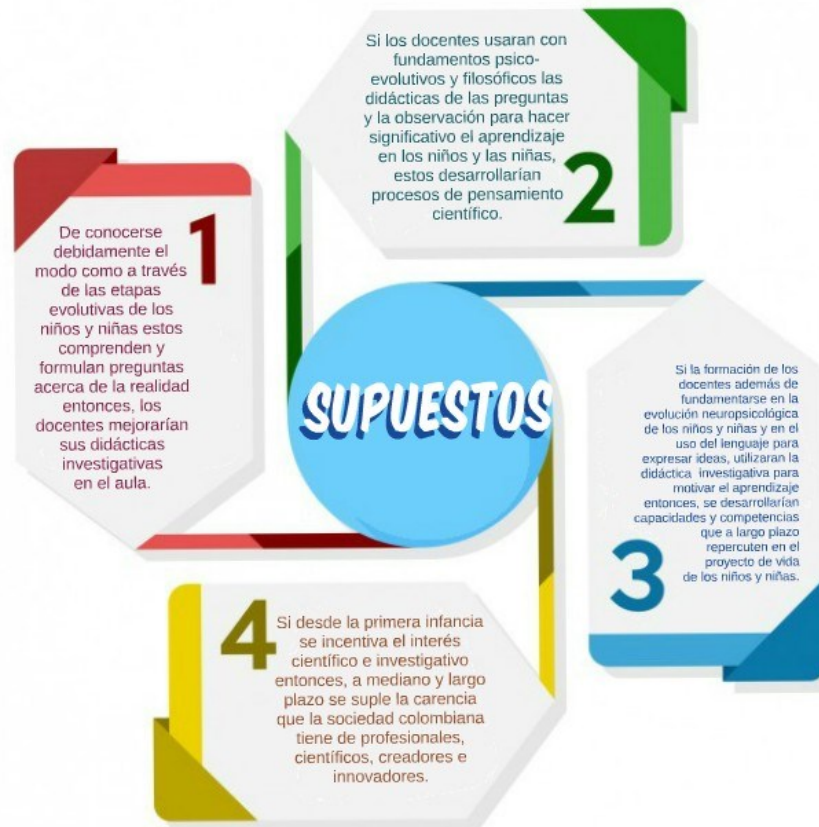 SUPUESTOS
1
De conocerse
debidamente el
modo como a través
de las etapas
evolutivas de los
niños y niñas estos
comprenden y
formulan preguntas
acerca de la realidad
entonces, los
docentes mejorarían
sus didácticas
investigativas
en el aula.
2
Si los docentes usaran con
fundamentos psico-
evolutivos y filosóficos las
didácticas de las preguntas
y la observación para hacer
significativo el aprendizaje
en los niños y las niñas,
estos desarrollarían
procesos de pensamiento
científico.
3
Si la formación de los
docentes además de
fundamentarse en la
evolución neuropsicológica
de los niños y niñas y en el
uso del lenguaje para
expresar ideas, utilizaran la
didáctica investigativa para
motivar el aprendizaje
entonces, se desarrollarían
capacidades y competencias
que a largo plazo
repercuten en el
proyecto de vida
de los niños y niñas.
4
Si desde la primera infancia
se incentiva el interés
científico e investigativo
entonces, a mediano y largo
plazo se suple la carencia
que la sociedad colombiana
tiene de profesionales,
científicos, creadores e
innovadores.